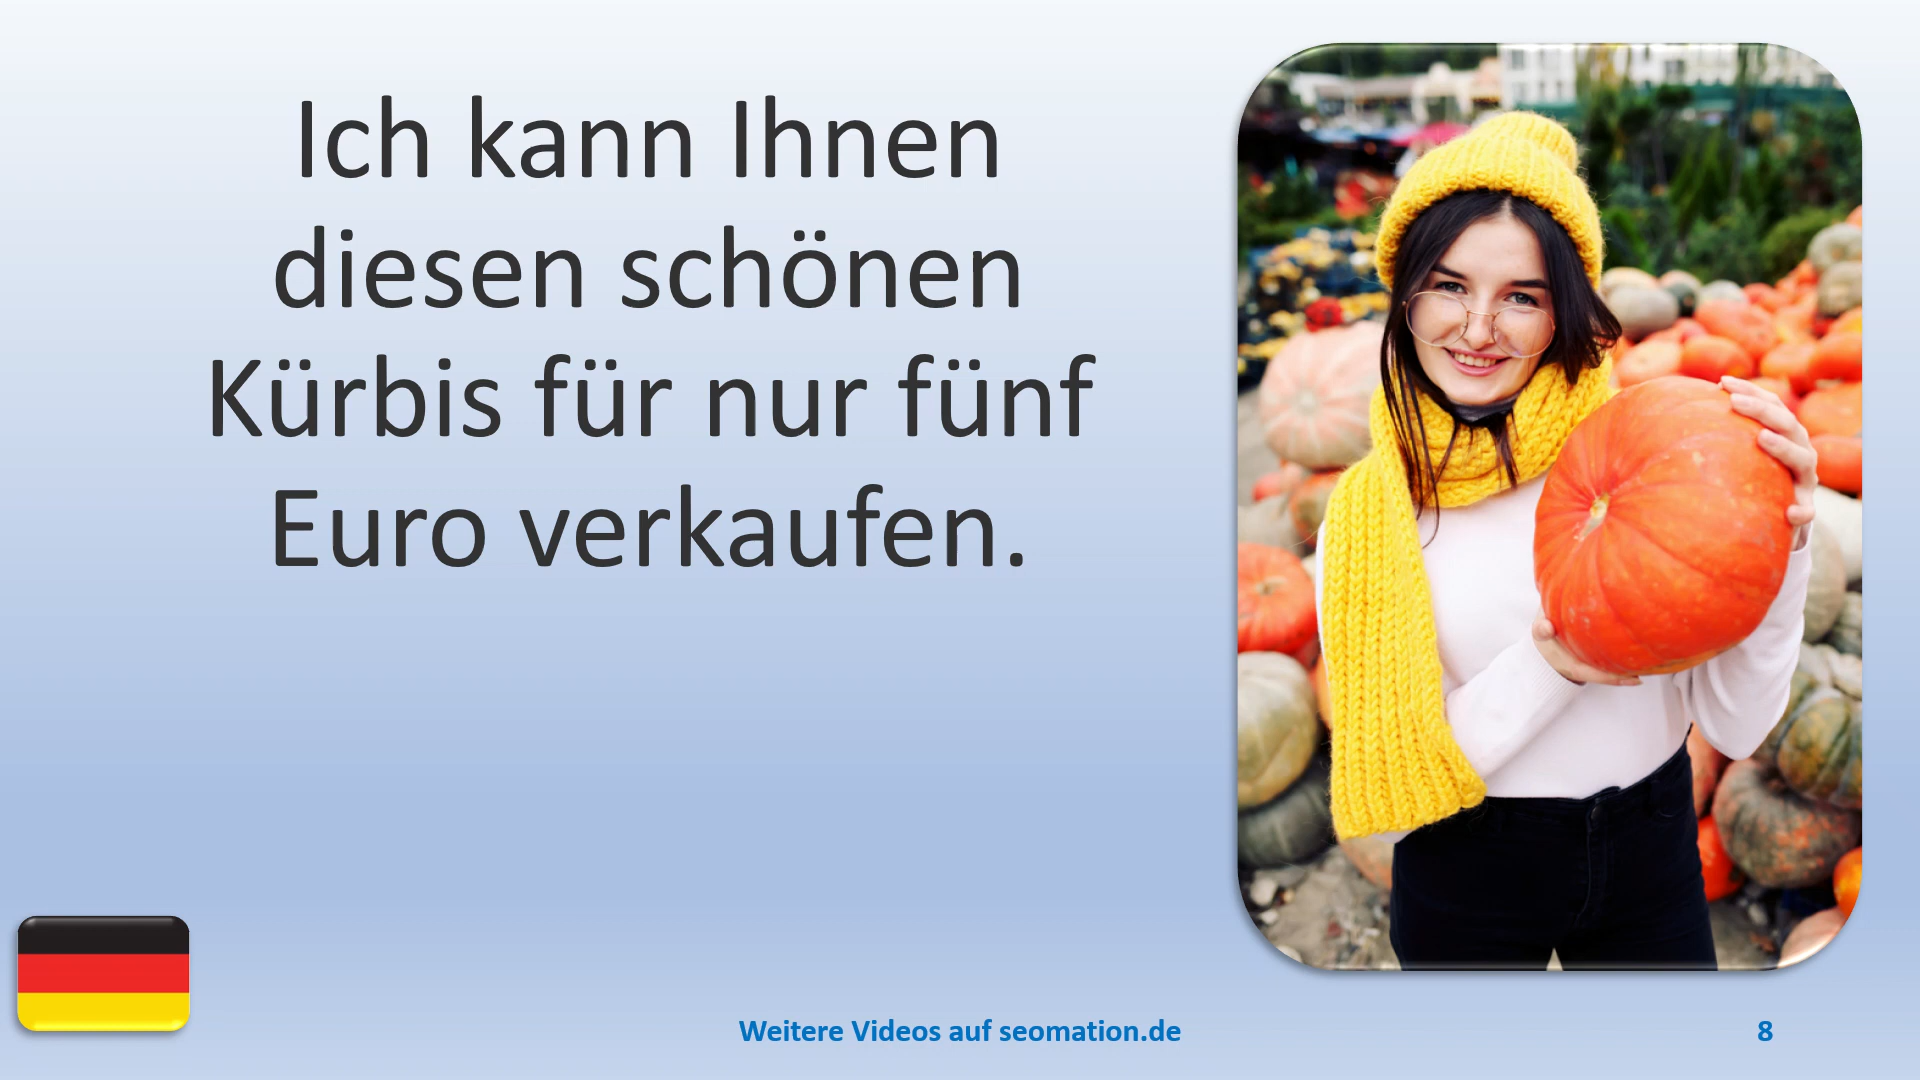 Ich kann Ihnen
diesen schönen
Kürbis für nur fünf
Euro verkaufen.
Weitere Videos auf seomation.de
8